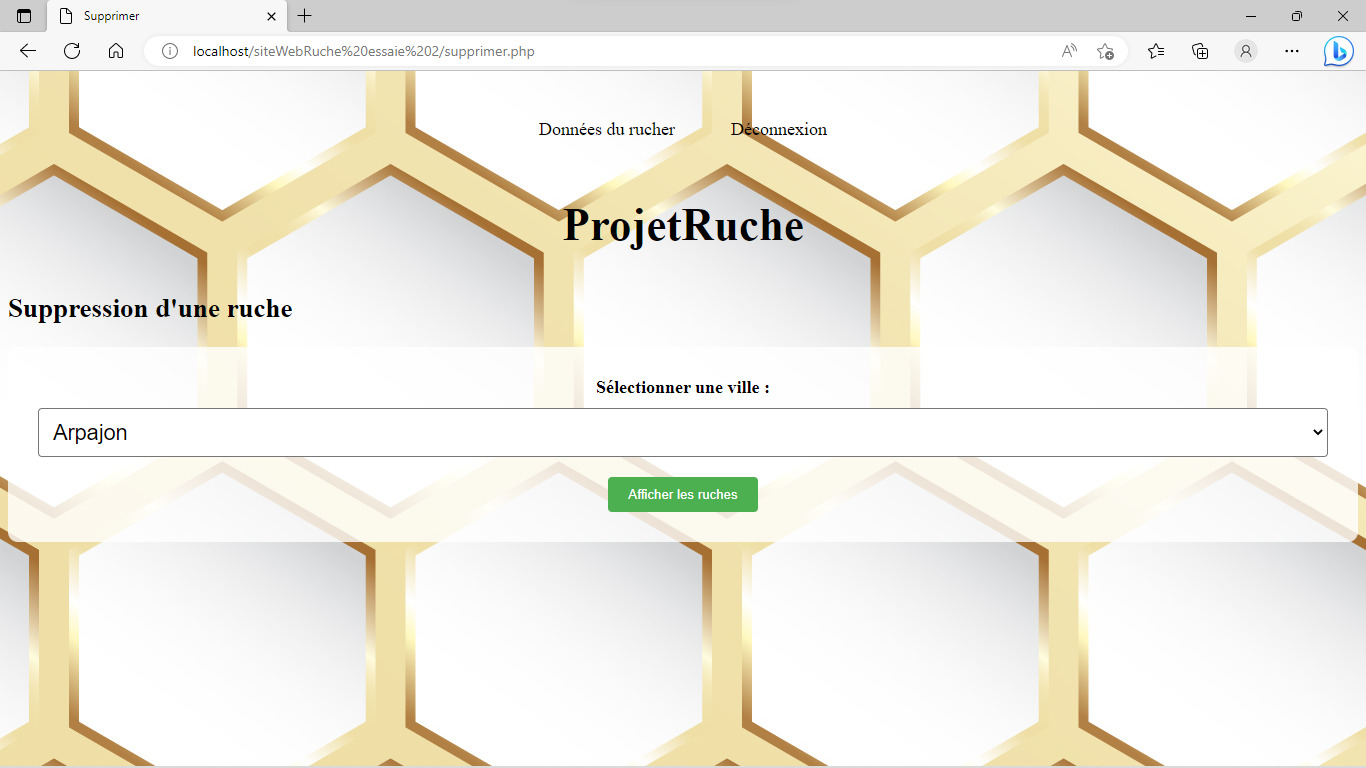 Supprimer
localhost/siteWebRuche%20essaie%202/supprimer.php
Données du rucher
Déconnexion
ProjetRuche
Suppression d'une ruche
Sélectionner une ville :
Arpajon
Afficher les ruches